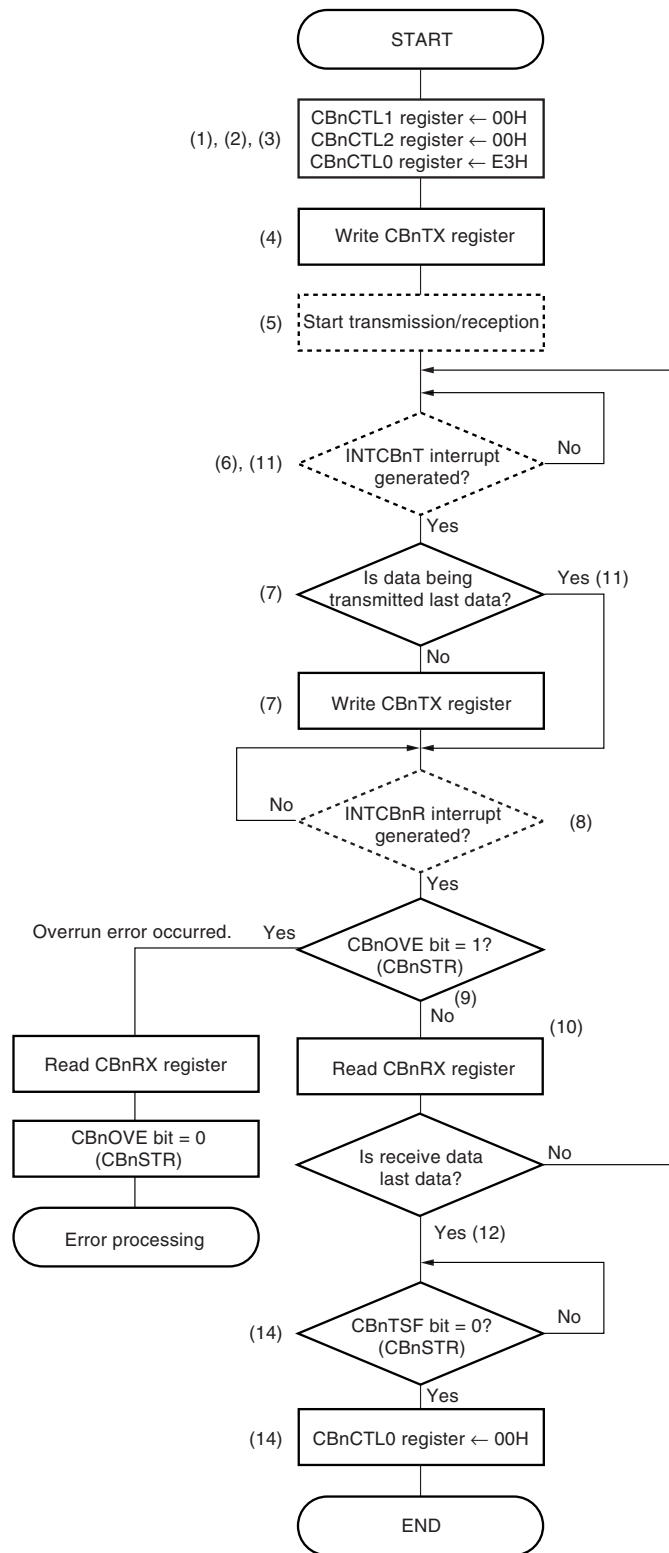 START
(1), (2), (3)
CBnCTL1 register ← 00H
CBnCTL2 register ← 00H
CBnCTL0 register ← E3H
(4)
Write CBnTX register
(5)
Start transmission/reception
(6), (11)
INTCBnT interrupt
generated?
No
Yes
(7)
Is data being
transmitted last data?
Yes (11)
No
(7)
Write CBnTX register
No
INTCBnR interrupt
generated?
(8)
Yes
Overrun error occurred.
Yes
CBnOVE bit = 1?
(CBnSTR)
(9)
No
(10)
Read CBnRX register
Read CBnRX register
CBnOVE bit = 0
(CBnSTR)
Is receive data
last data?
No
Error processing
Yes (12)
(14)
CBnTSF bit = 0?
(CBnSTR)
No
Yes
(14)
CBnCTL0 register ← 00H
END